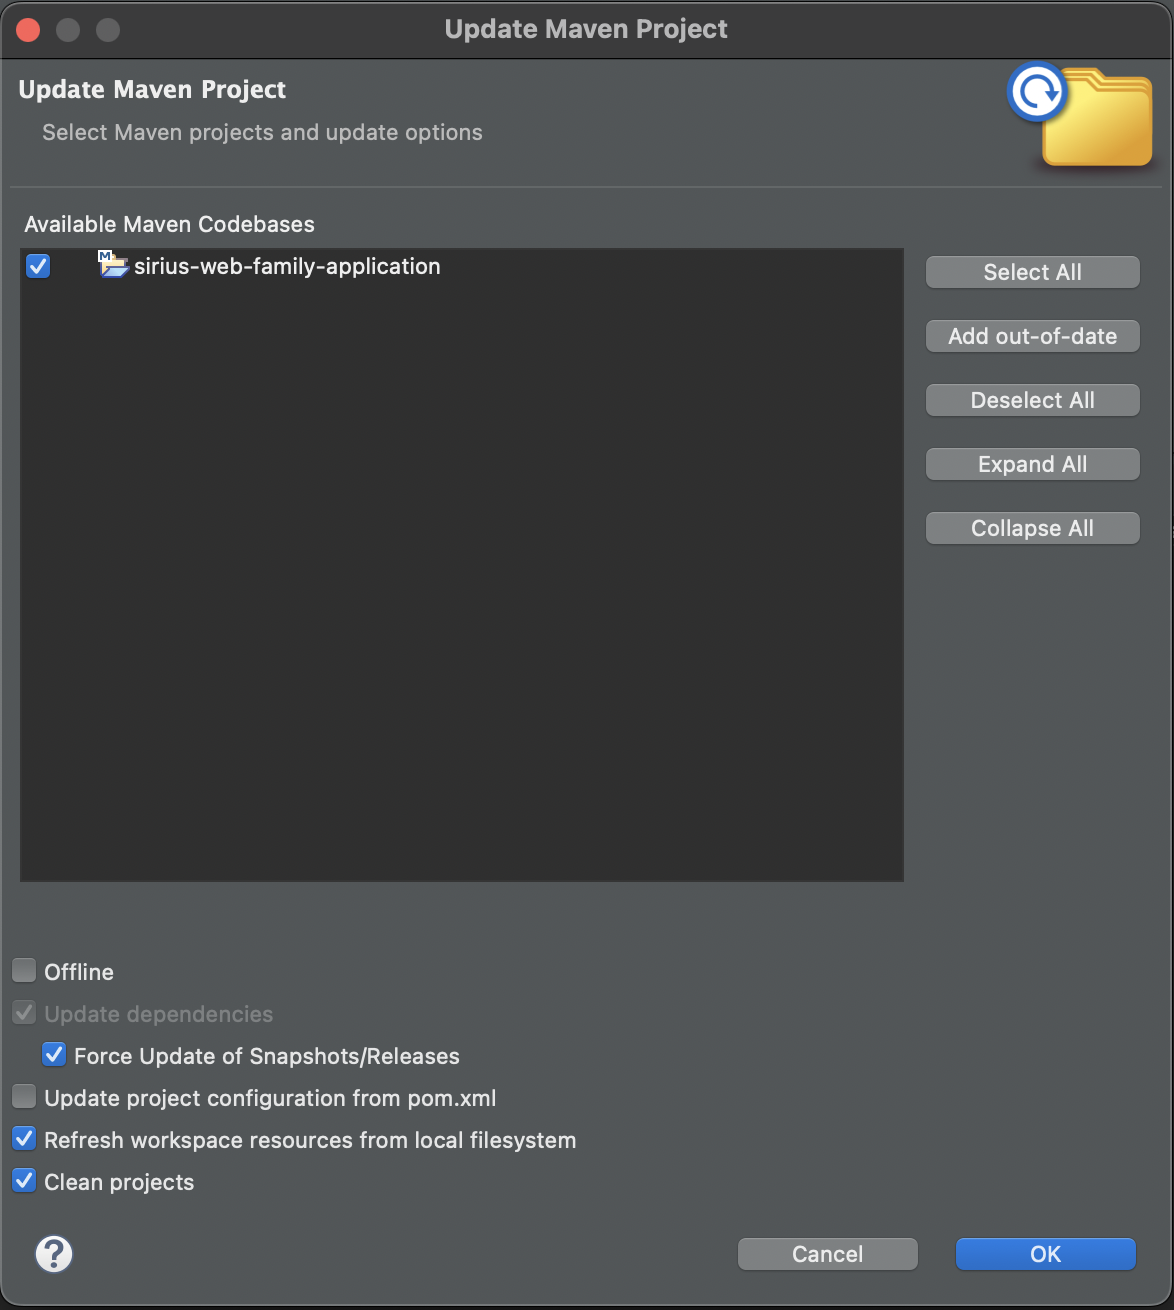 Update Maven Project
Update Maven Project
Select Maven projects and update options
Available Maven Codebases
M
sirius-web-family-application
Select All
Add out-of-date
Deselect All
Expand All
Collapse All
Offline
Update dependencies
Force Update of Snapshots/Releases
Update project configuration from pom.xml
Refresh workspace resources from local filesystem
Clean projects
?
Cancel
OK